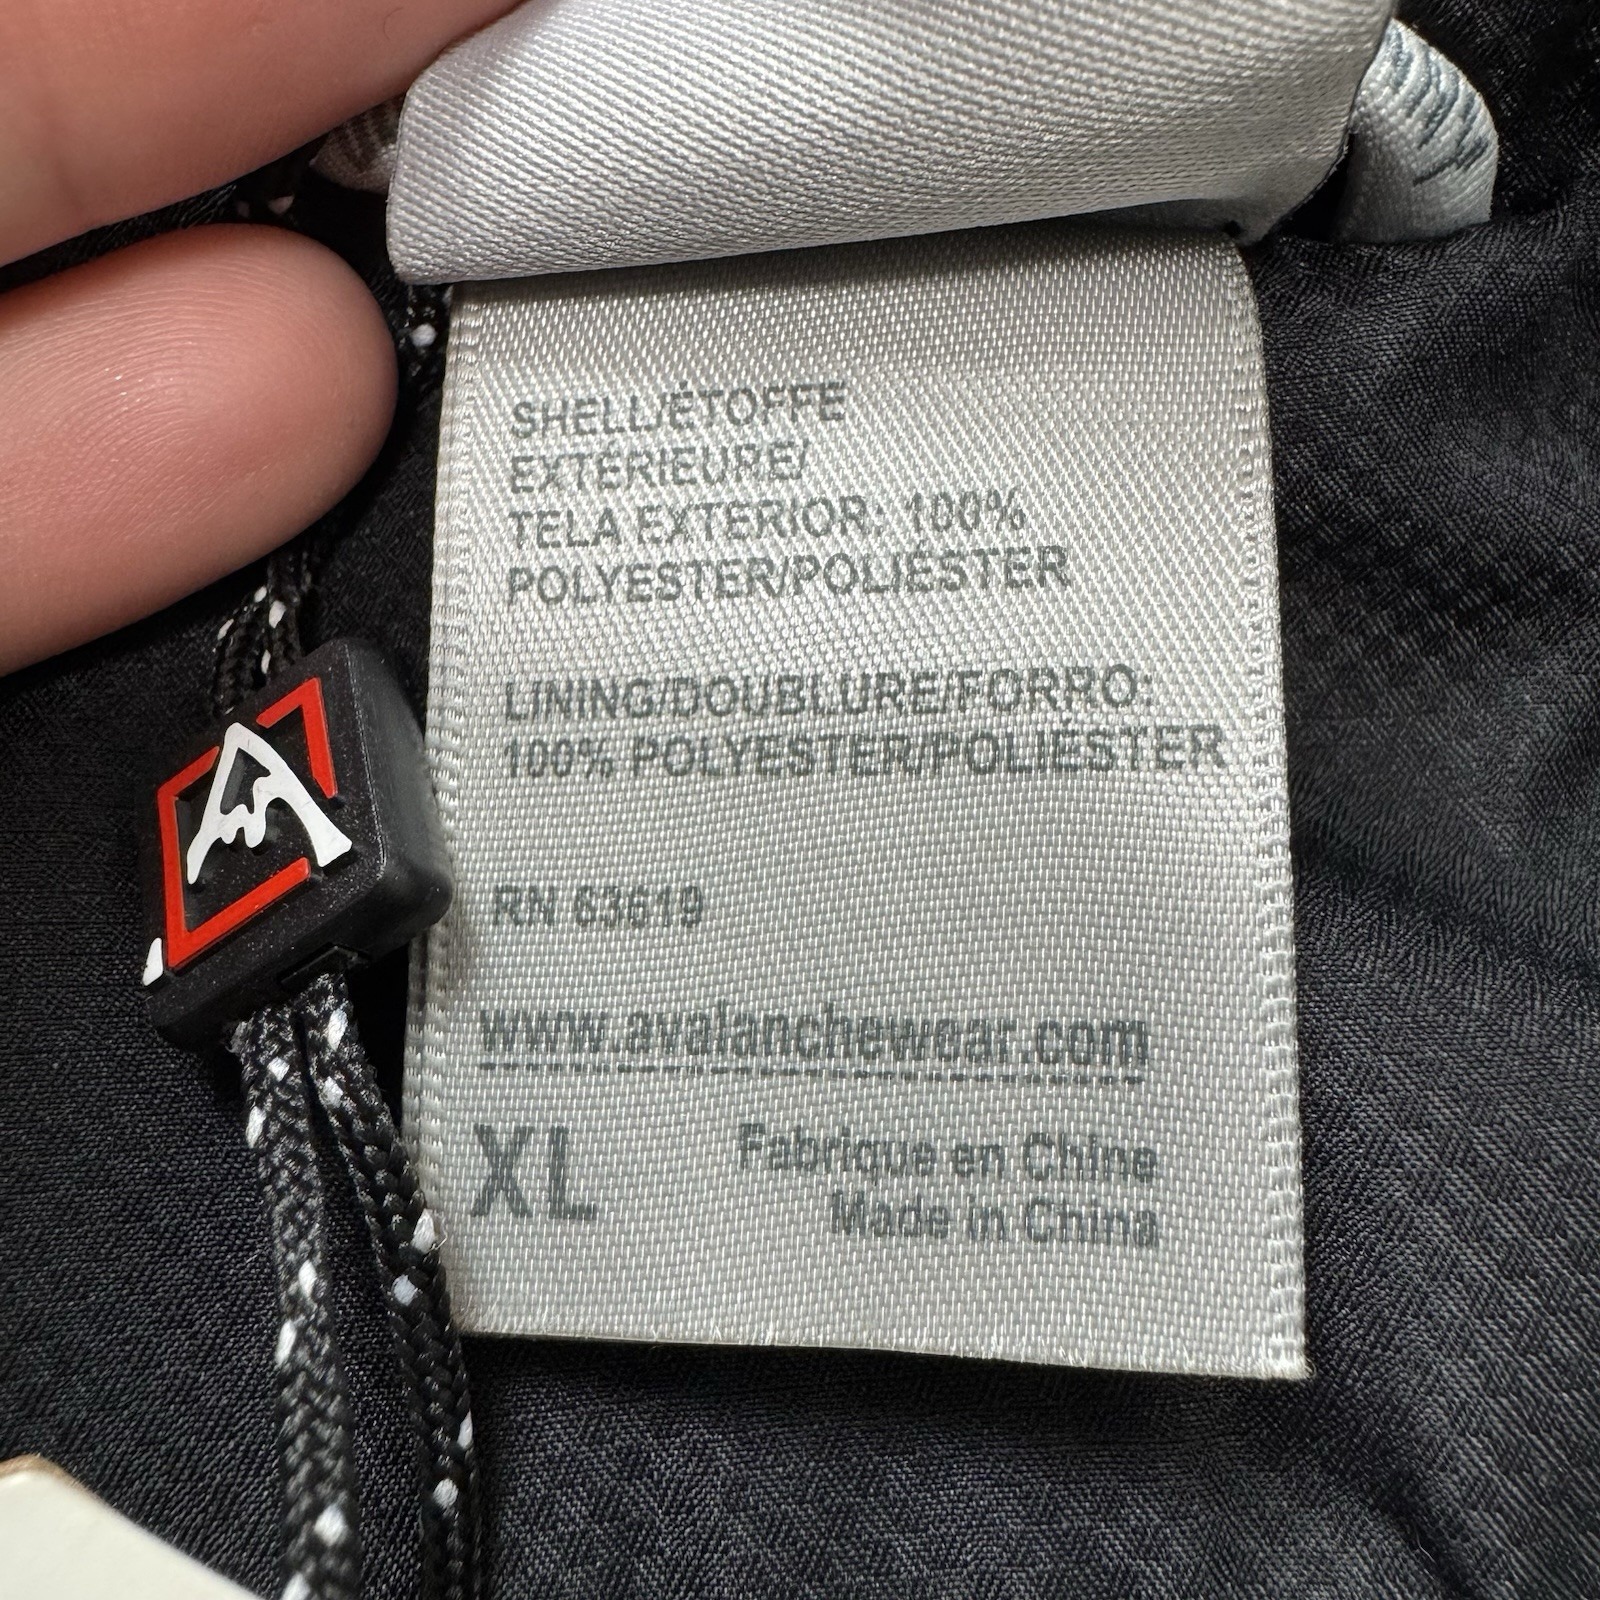 SHELL/ÉTOFFE
EXTÉRIEURE/
TELA EXTERIOR: 100%
POLYESTER/POLIÉSTER
LINING/DOUBLURE/FORRO:
100% POLYESTER/POLIÉSTER
RN 63619
www.avalanchewear.com
XL
Fabrique en Chine
Made in China